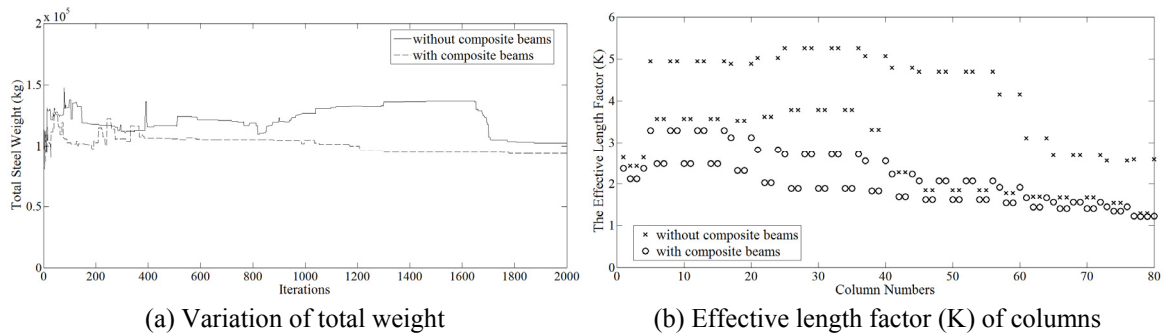 x 10⁵
2
1.5
1
0.5
0
Total Steel Weight (kg)
without composite beams
with composite beams
0 200 400 600 800 1000 1200 1400 1600 1800 2000
Iterations
(a) Variation of total weight
6
5
4
3
2
1
0
The Effective Length Factor (K)
without composite beams
with composite beams
0 10 20 30 40 50 60 70 80
Column Numbers
(b) Effective length factor (K) of columns